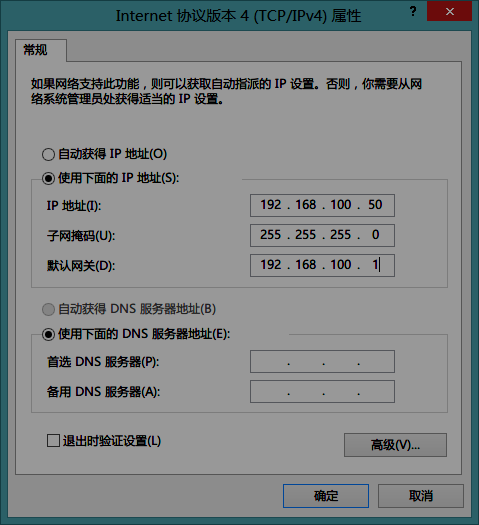 Internet 协议版本 4 (TCP/IPv4) 属性
?
常规
如果网络支持此功能，则可以获取自动指派的 IP 设置。否则，你需要从网
络系统管理员处获得适当的 IP 设置。
自动获得 IP 地址(O)
使用下面的 IP 地址(S):
IP 地址(I): 192 . 168 . 100 . 50
子网掩码(U): 255 . 255 . 255 . 0
默认网关(D): 192 . 168 . 100 . 1
自动获得 DNS 服务器地址(B)
使用下面的 DNS 服务器地址(E):
首选 DNS 服务器(P): . . .
备用 DNS 服务器(A): . . .
退出时验证设置(L)
高级(V)...
确定 取消